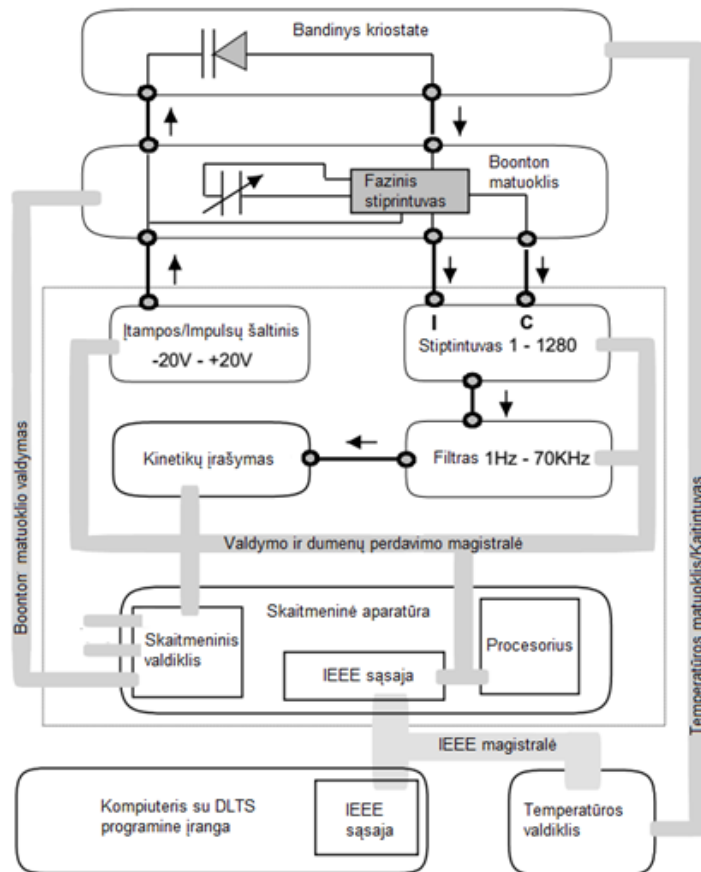 Bandinys kriostate
Boonton
matuoklis
Fazinis
stiprintuvas
Įtampos/Impulsų šaltinis
-20V - +20V
I
C
Stiptintuvas 1 - 1280
Kinetikų įrašymas
Filtras 1Hz - 70KHz
Boonton matuoklio valdymas
Temperatūros matuoklis/Kaitintuvas
Valdymo ir dumenų perdavimo magistralė
Skaitmeninė aparatūra
Skaitmeninis
valdiklis
IEEE sąsaja
Procesorius
IEEE magistralė
Kompiuteris su DLTS
programine įranga
IEEE
sąsaja
Temperatūros
valdiklis